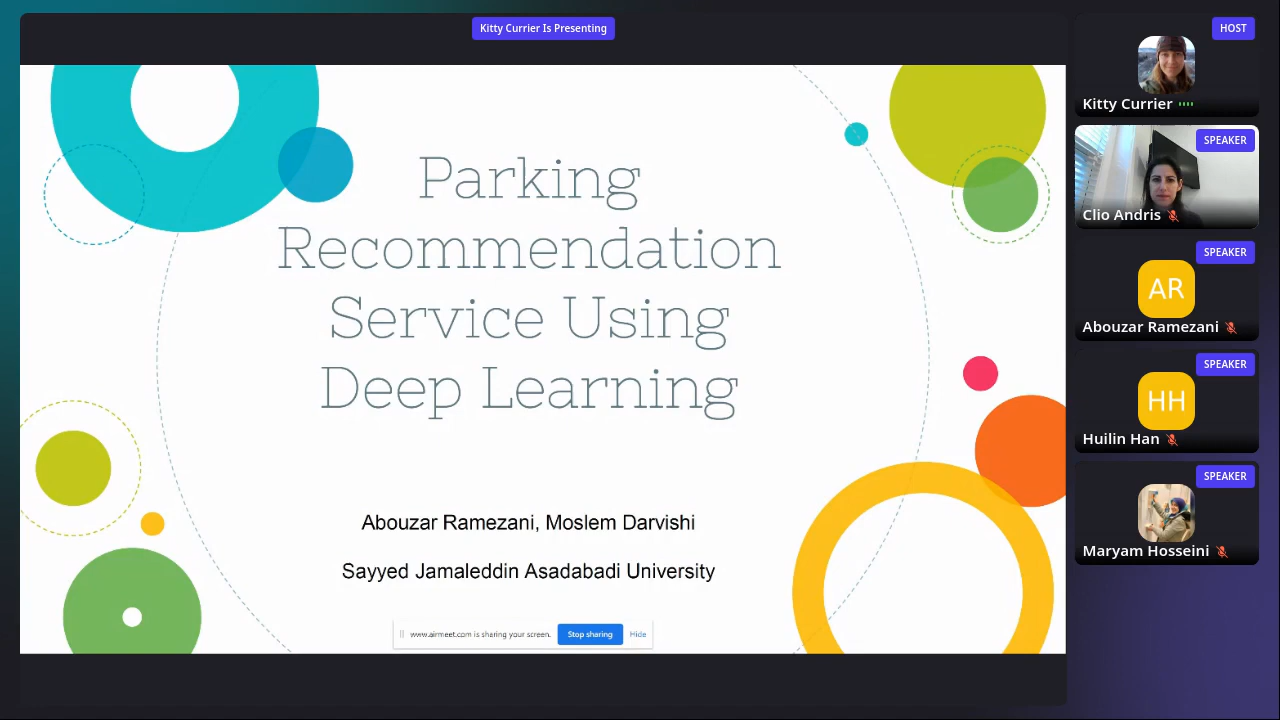 Kitty Currier Is Presenting
Parking
Recommendation
Service Using
Deep Learning
Abouzar Ramezani, Moslem Darvishi
Sayyed Jamaleddin Asadabadi University
www.airmeet.com is sharing your screen. Stop sharing Hide
HOST
Kitty Currier
SPEAKER
Clio Andris
SPEAKER
AR
Abouzar Ramezani
SPEAKER
HH
Huilin Han
SPEAKER
Maryam Hosseini